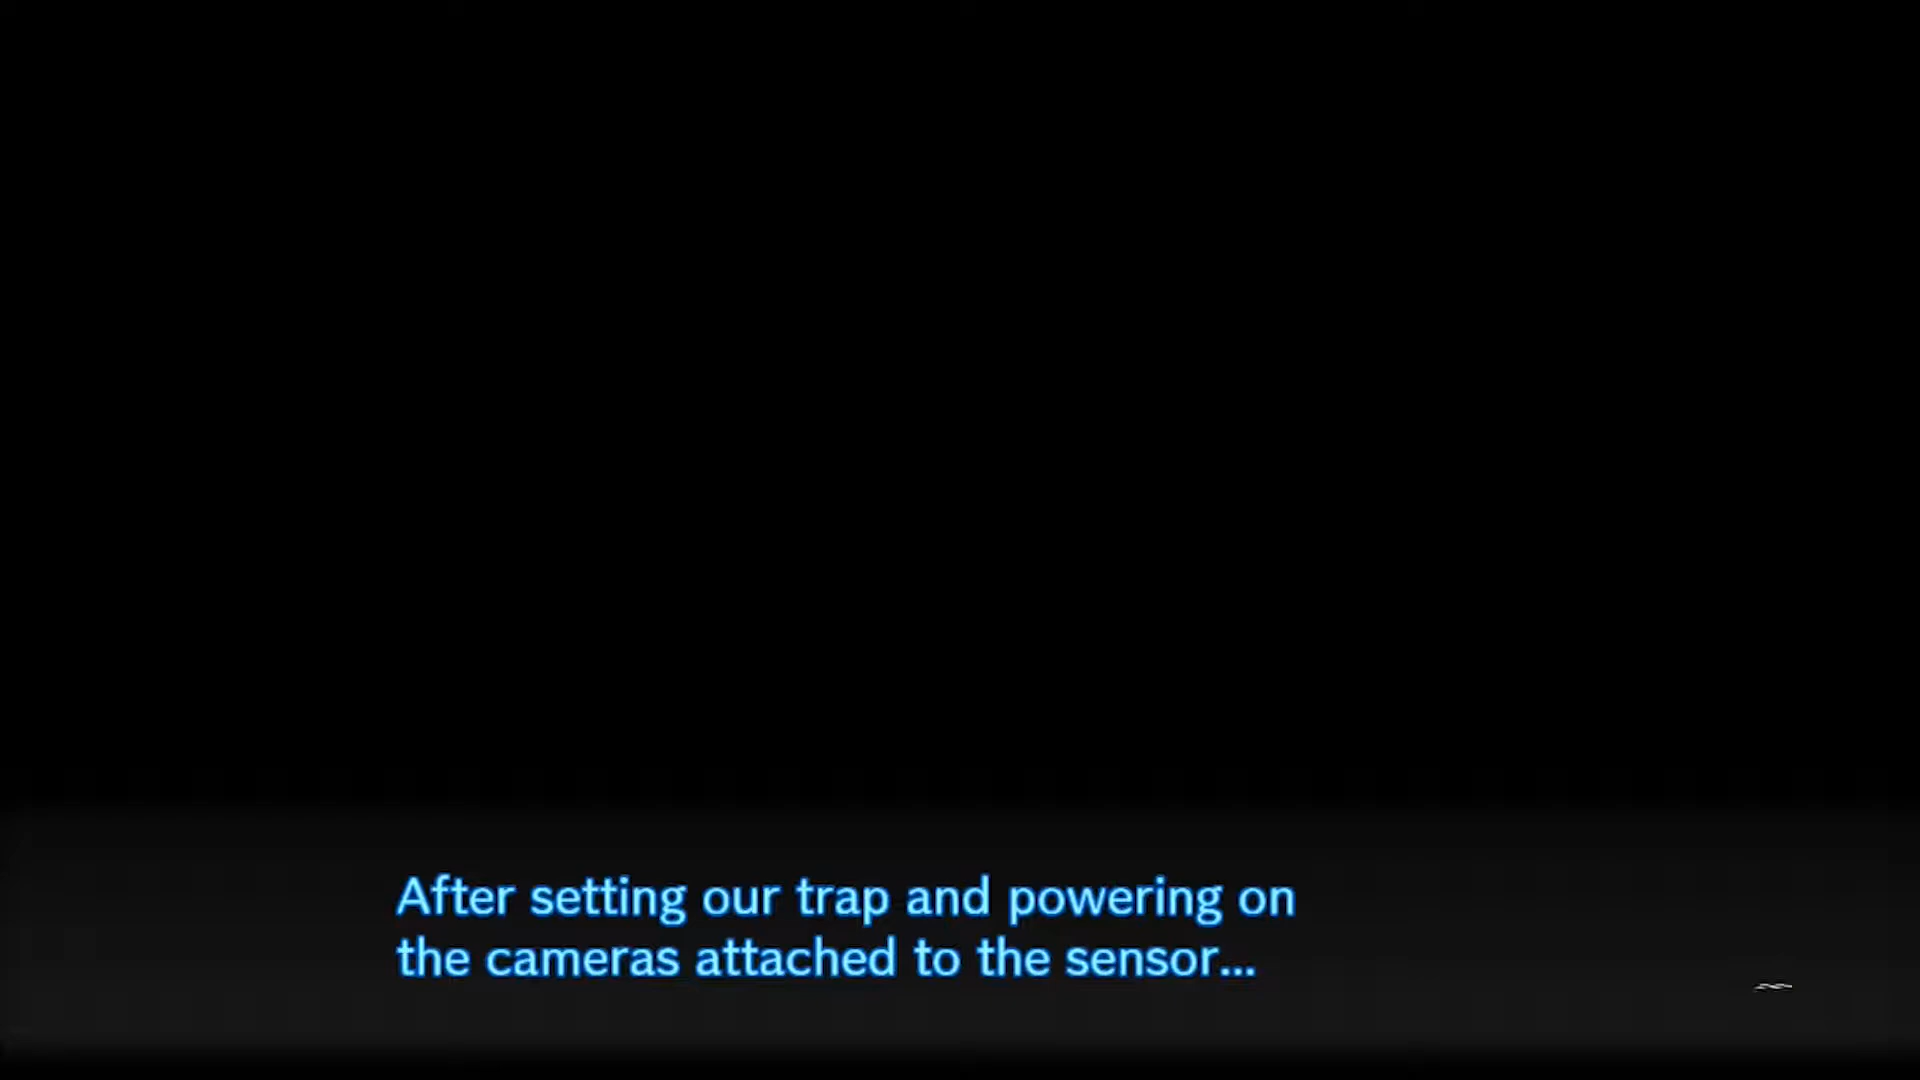 After setting our trap and powering on
the cameras attached to the sensor...